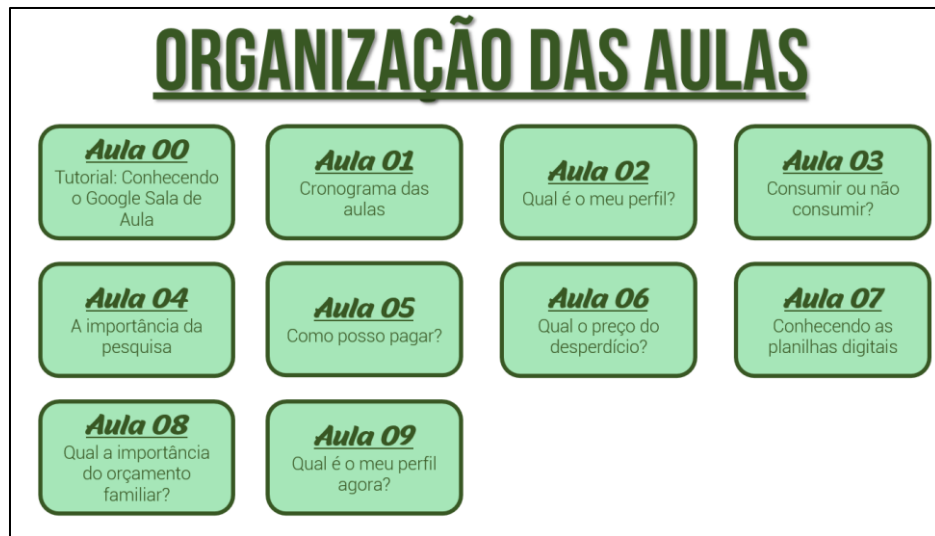 ORGANIZAÇÃO DAS AULAS
Aula 00
Tutorial: Conhecendo
o Google Sala de
Aula
Aula 01
Cronograma das
aulas
Aula 02
Qual é o meu perfil?
Aula 03
Consumir ou não
consumir?
Aula 04
A importância da
pesquisa
Aula 05
Como posso pagar?
Aula 06
Qual o preço do
desperdício?
Aula 07
Conhecendo as
planilhas digitais
Aula 08
Qual a importância
do orçamento
familiar?
Aula 09
Qual é o meu perfil
agora?